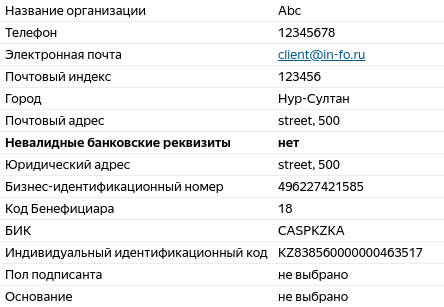 Название организации Abc
Телефон 12345678
Электронная почта client@in-fo.ru
Почтовый индекс 123456
Город Нур-Султан
Почтовый адрес street, 500
Невалидные банковские реквизиты нет
Юридический адрес street, 500
Бизнес-идентификационный номер 496227421585
Код Бенефициара 18
БИК CASPKZKA
Индивидуальный идентификационный код KZ838560000000463517
Пол подписанта не выбрано
Основание не выбрано